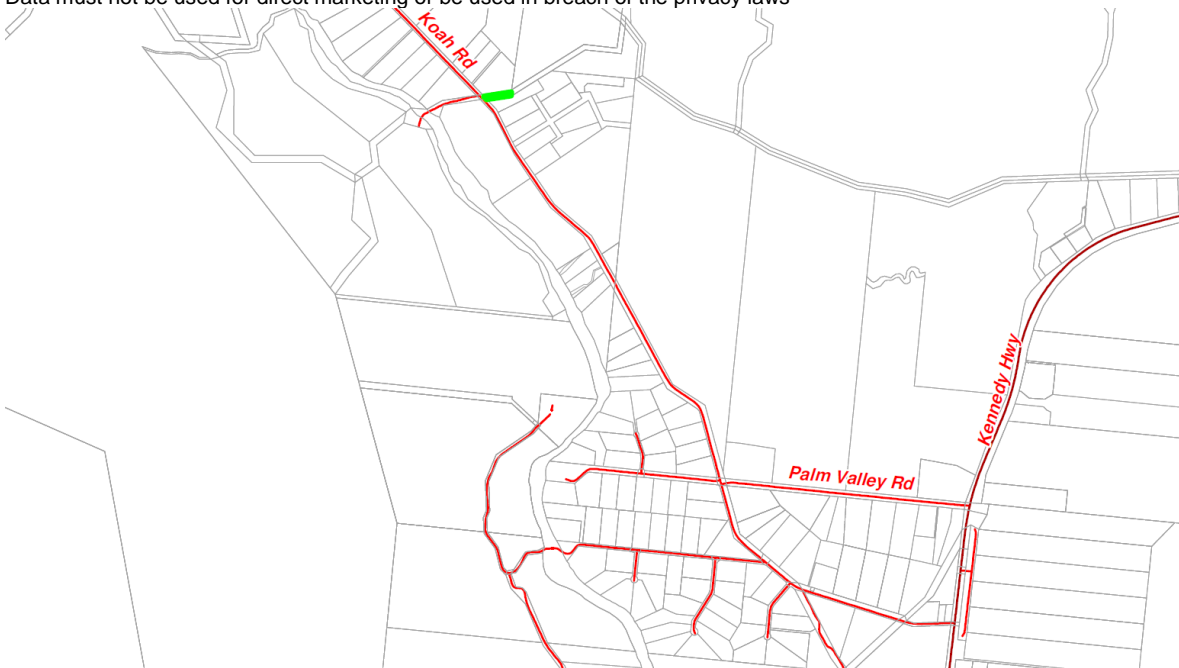 Data must not be used for direct marketing or be used in breach of the privacy laws
Koah Rd
Kennedy Hwy
Palm Valley Rd